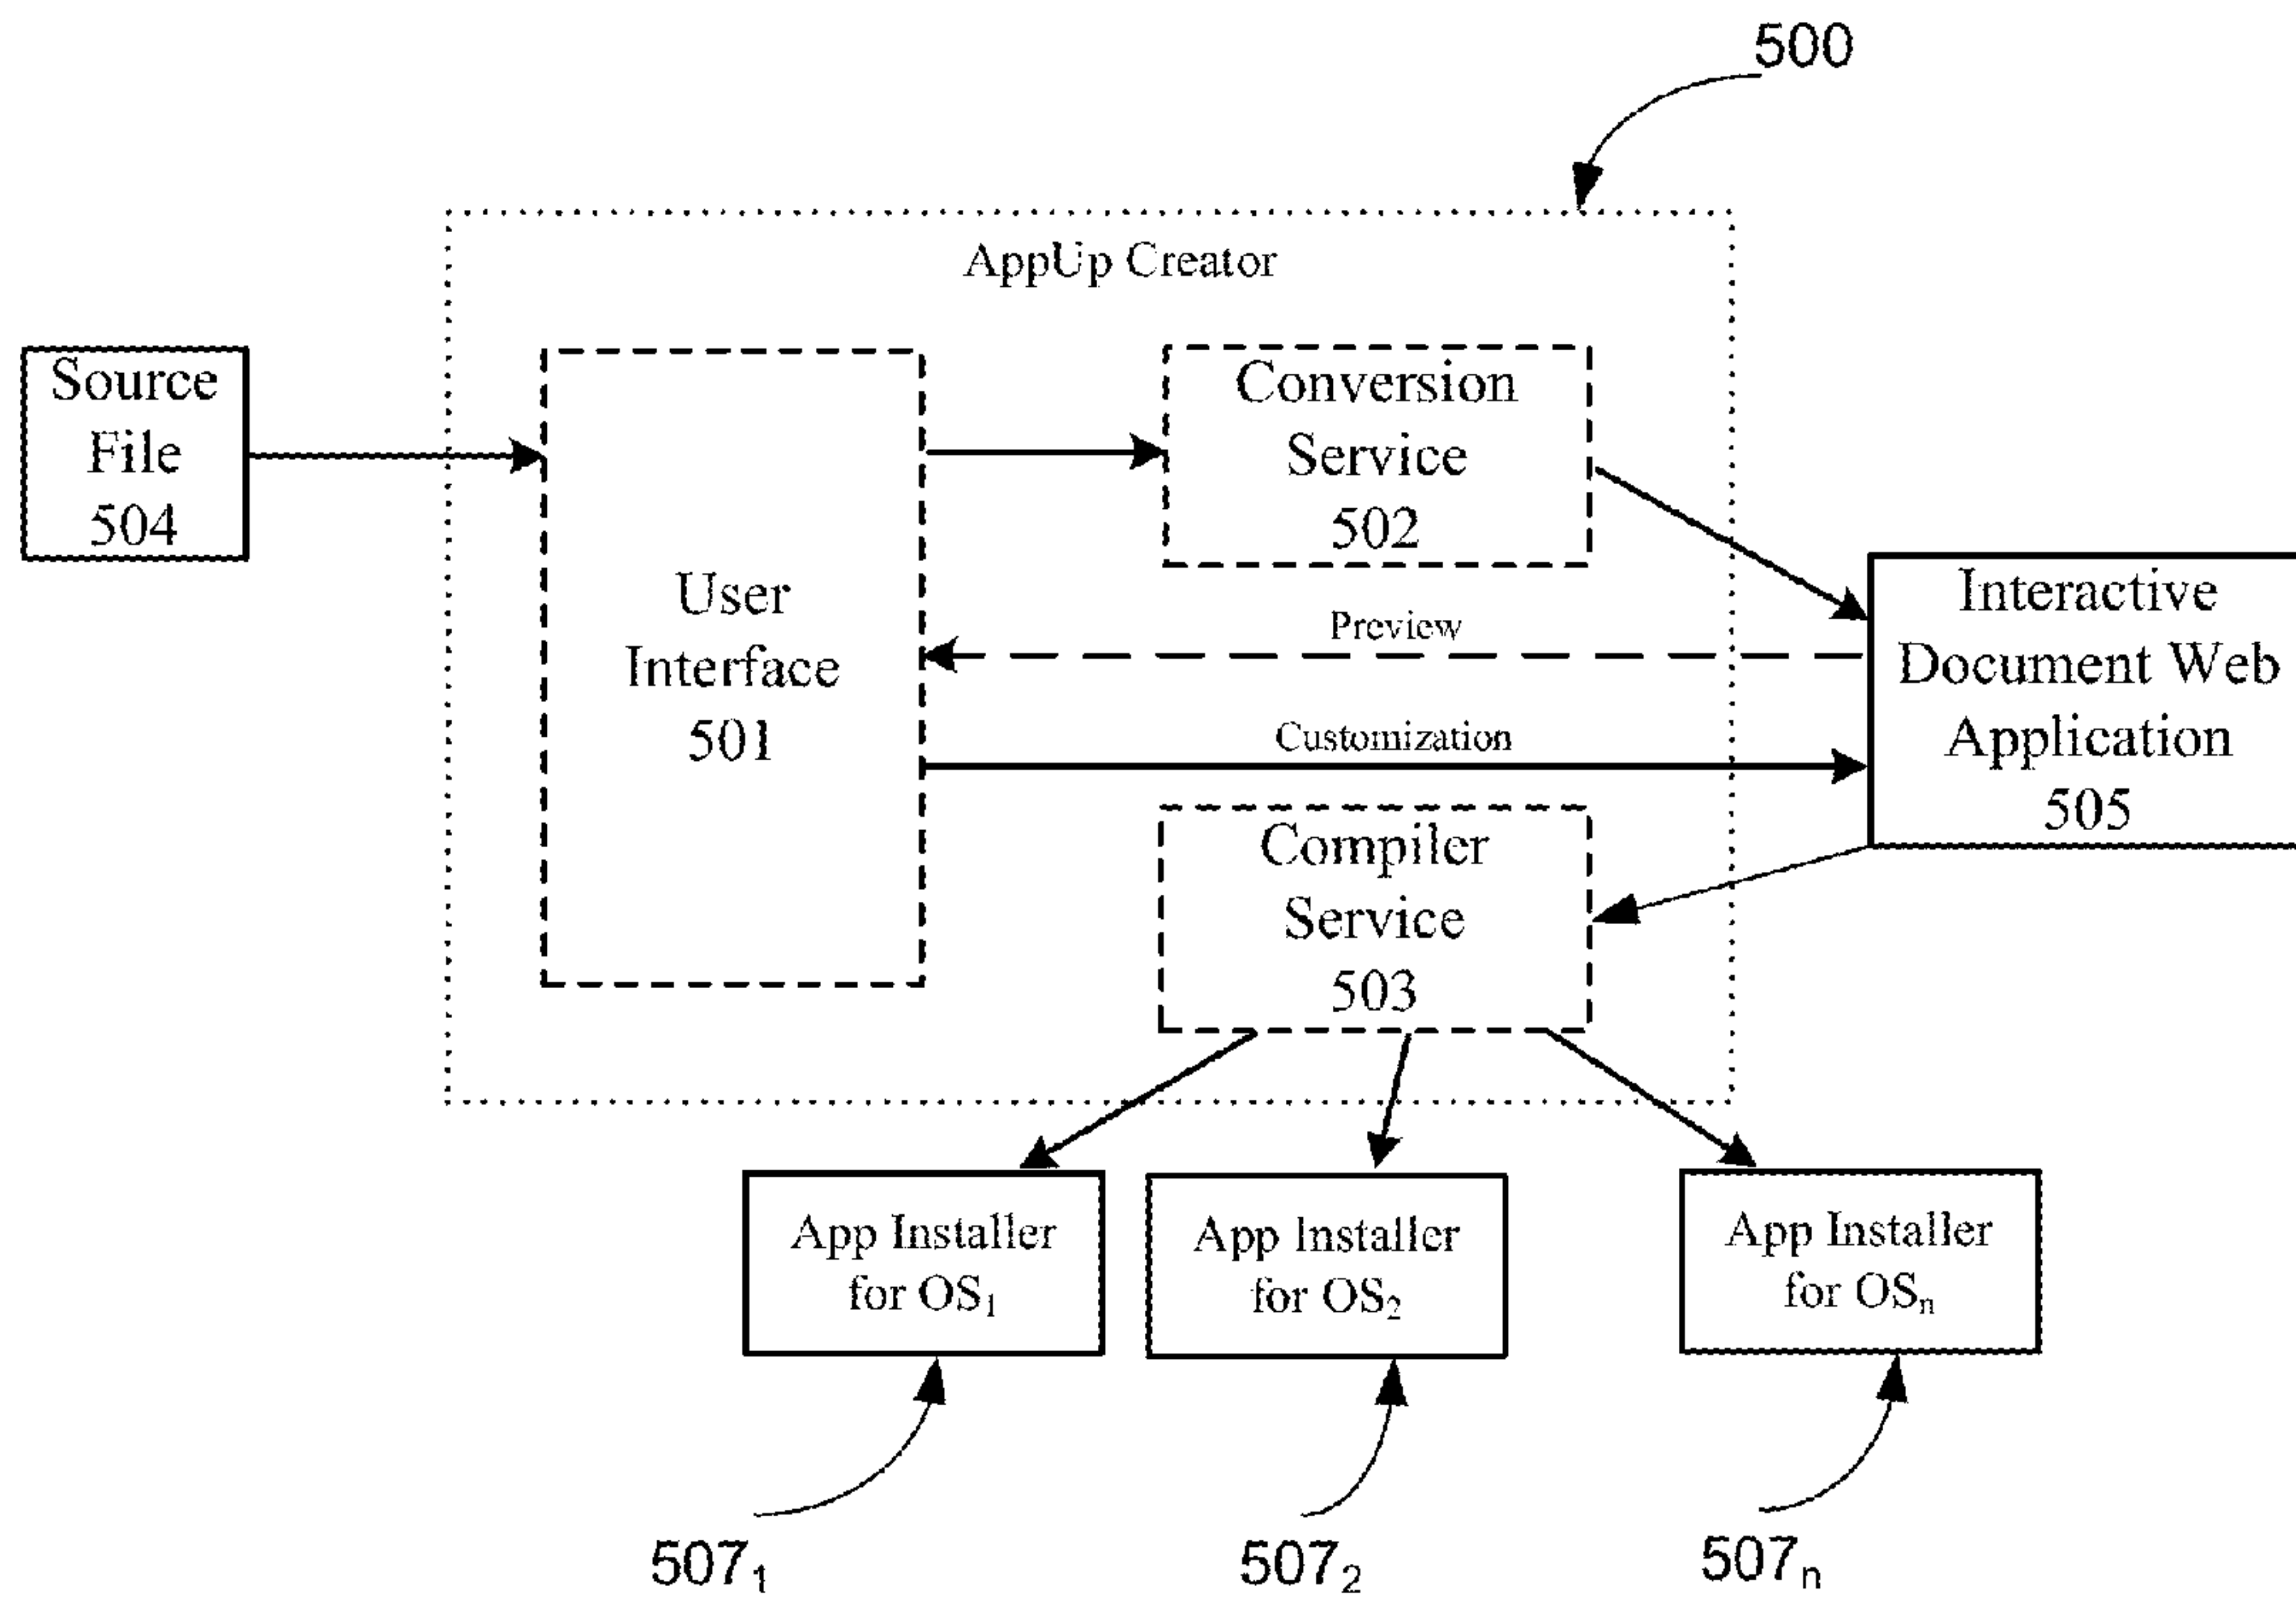 500
AppUp Creator
Source
File
504
User
Interface
501
Conversion
Service
502
Preview
Customization
Interactive
Document Web
Application
505
Compiler
Service
503
App Installer
for OS₁
App Installer
for OS₂
App Installer
for OSₙ
507₁
507₂
507ₙ